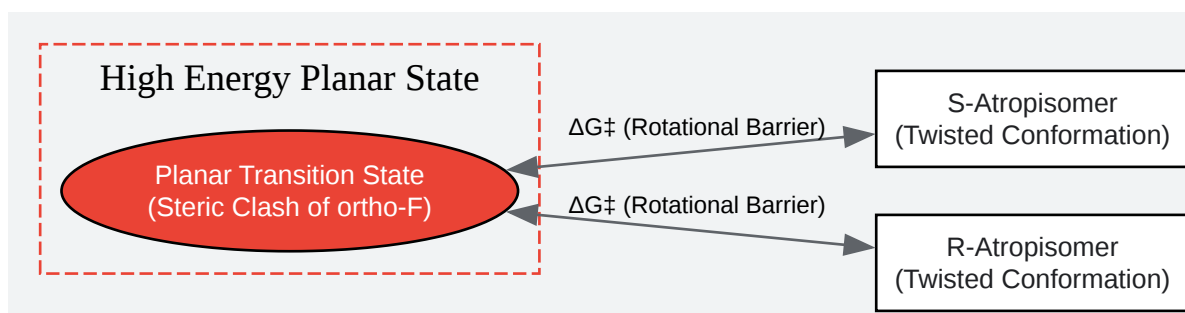 High Energy Planar State
Planar Transition State
(Steric Clash of ortho-F)
ΔG‡ (Rotational Barrier)
ΔG‡ (Rotational Barrier)
S-Atropisomer
(Twisted Conformation)
R-Atropisomer
(Twisted Conformation)